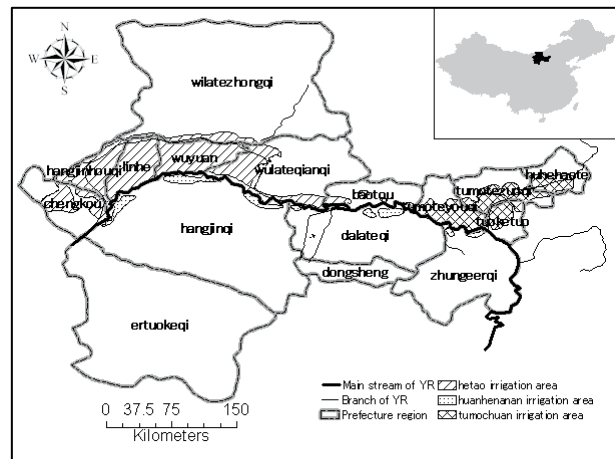 N
W E
S
wilatezhongqi
hangjinhouqi
linhe
wuyuan
wulateqianqi
chengkou
hangjinqi
baotou
tumoteyouqi
tumotezuoqi
huhehaote
tuoketuo
dalateqi
dongsheng
zhungeerqi
ertuokeqi
Main stream of YR
Branch of YR
Prefecture region
hetao irrigation area
huanhenanan irrigation area
tumochuan irrigation area
0 37.5 75 150
Kilometers